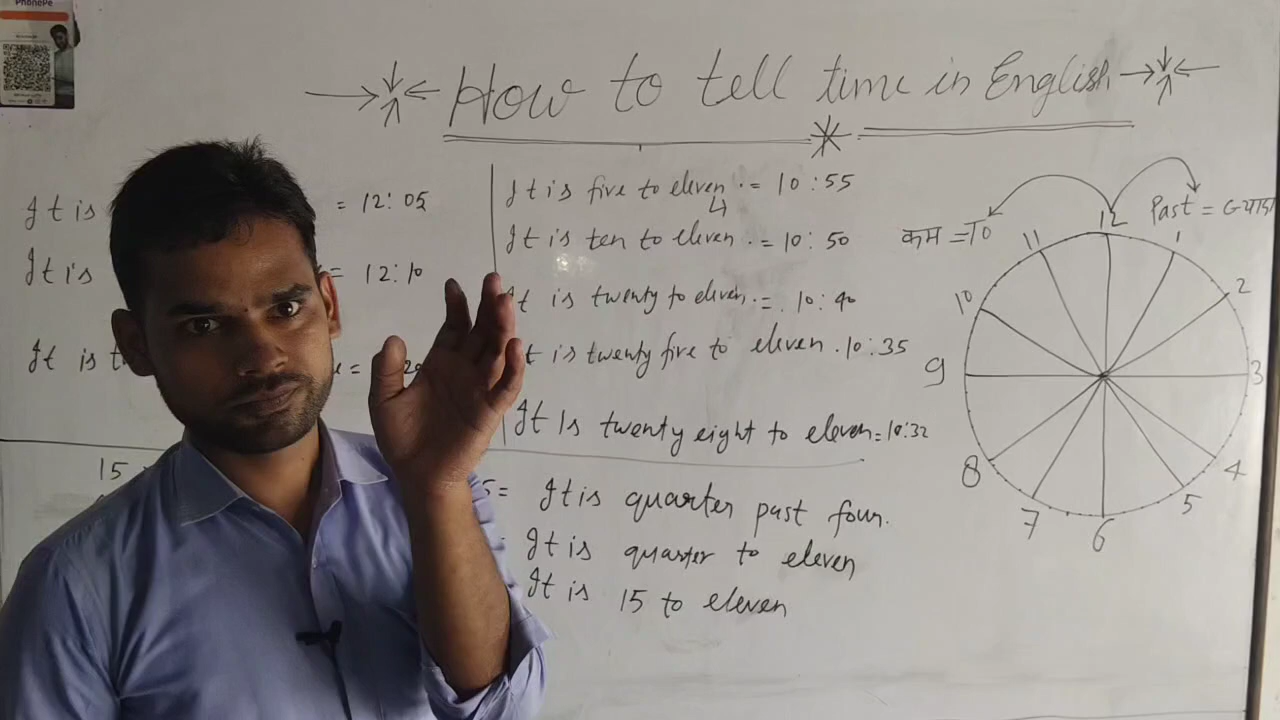 PhonePe
How to tell time in English
It is = 12:05
It is = 12:10
It is
It is five to eleven .= 10:55
It is ten to eleven .= 10:50
It is twenty to eleven .= . 10:40
It is twenty five to eleven . 10:35
It Is twenty eight to eleven = 10:32
15
5= It is quarter past four.
It is quarter to eleven
It is 15 to eleven
कम = To
Past =
12
11 1
10 2
9 3
8 4
7 5
6